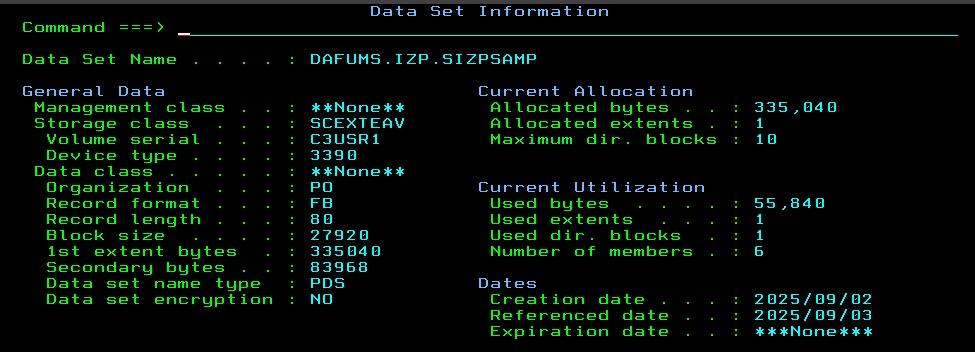 Data Set Information
Command ===>
Data Set Name . . . . : DAFUMS.IZP.SIZPSAMP
General Data Current Allocation
Management class . . : **None** Allocated bytes . . : 335,040
Storage class . . . : SCEXTEAV Allocated extents . : 1
Volume serial . . . : C3USR1 Maximum dir. blocks : 10
Device type . . . . : 3390
Data class . . . . . : **None**
Organization . . . : PO Current Utilization
Record format . . . : FB Used bytes . . . . : 55,840
Record length . . . : 80 Used extents . . . : 1
Block size . . . . : 27920 Used dir. blocks . : 1
1st extent bytes . : 335040 Number of members . : 6
Secondary bytes . . : 83968
Data set name type : PDS Dates
Data set encryption : NO Creation date . . . : 2025/09/02
Referenced date . . : 2025/09/03
Expiration date . . : ***None***